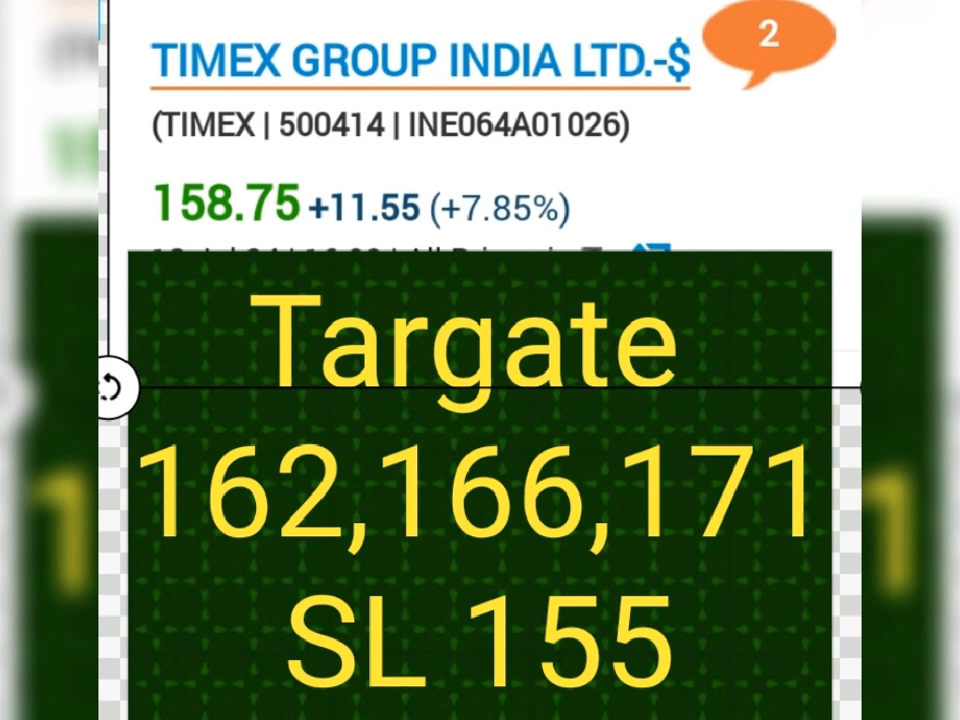 TIMEX GROUP INDIA LTD.-$
2
(TIMEX | 500414 | INE064A01026)
158.75 +11.55 (+7.85%)
Targate
162,166,171
SL 155